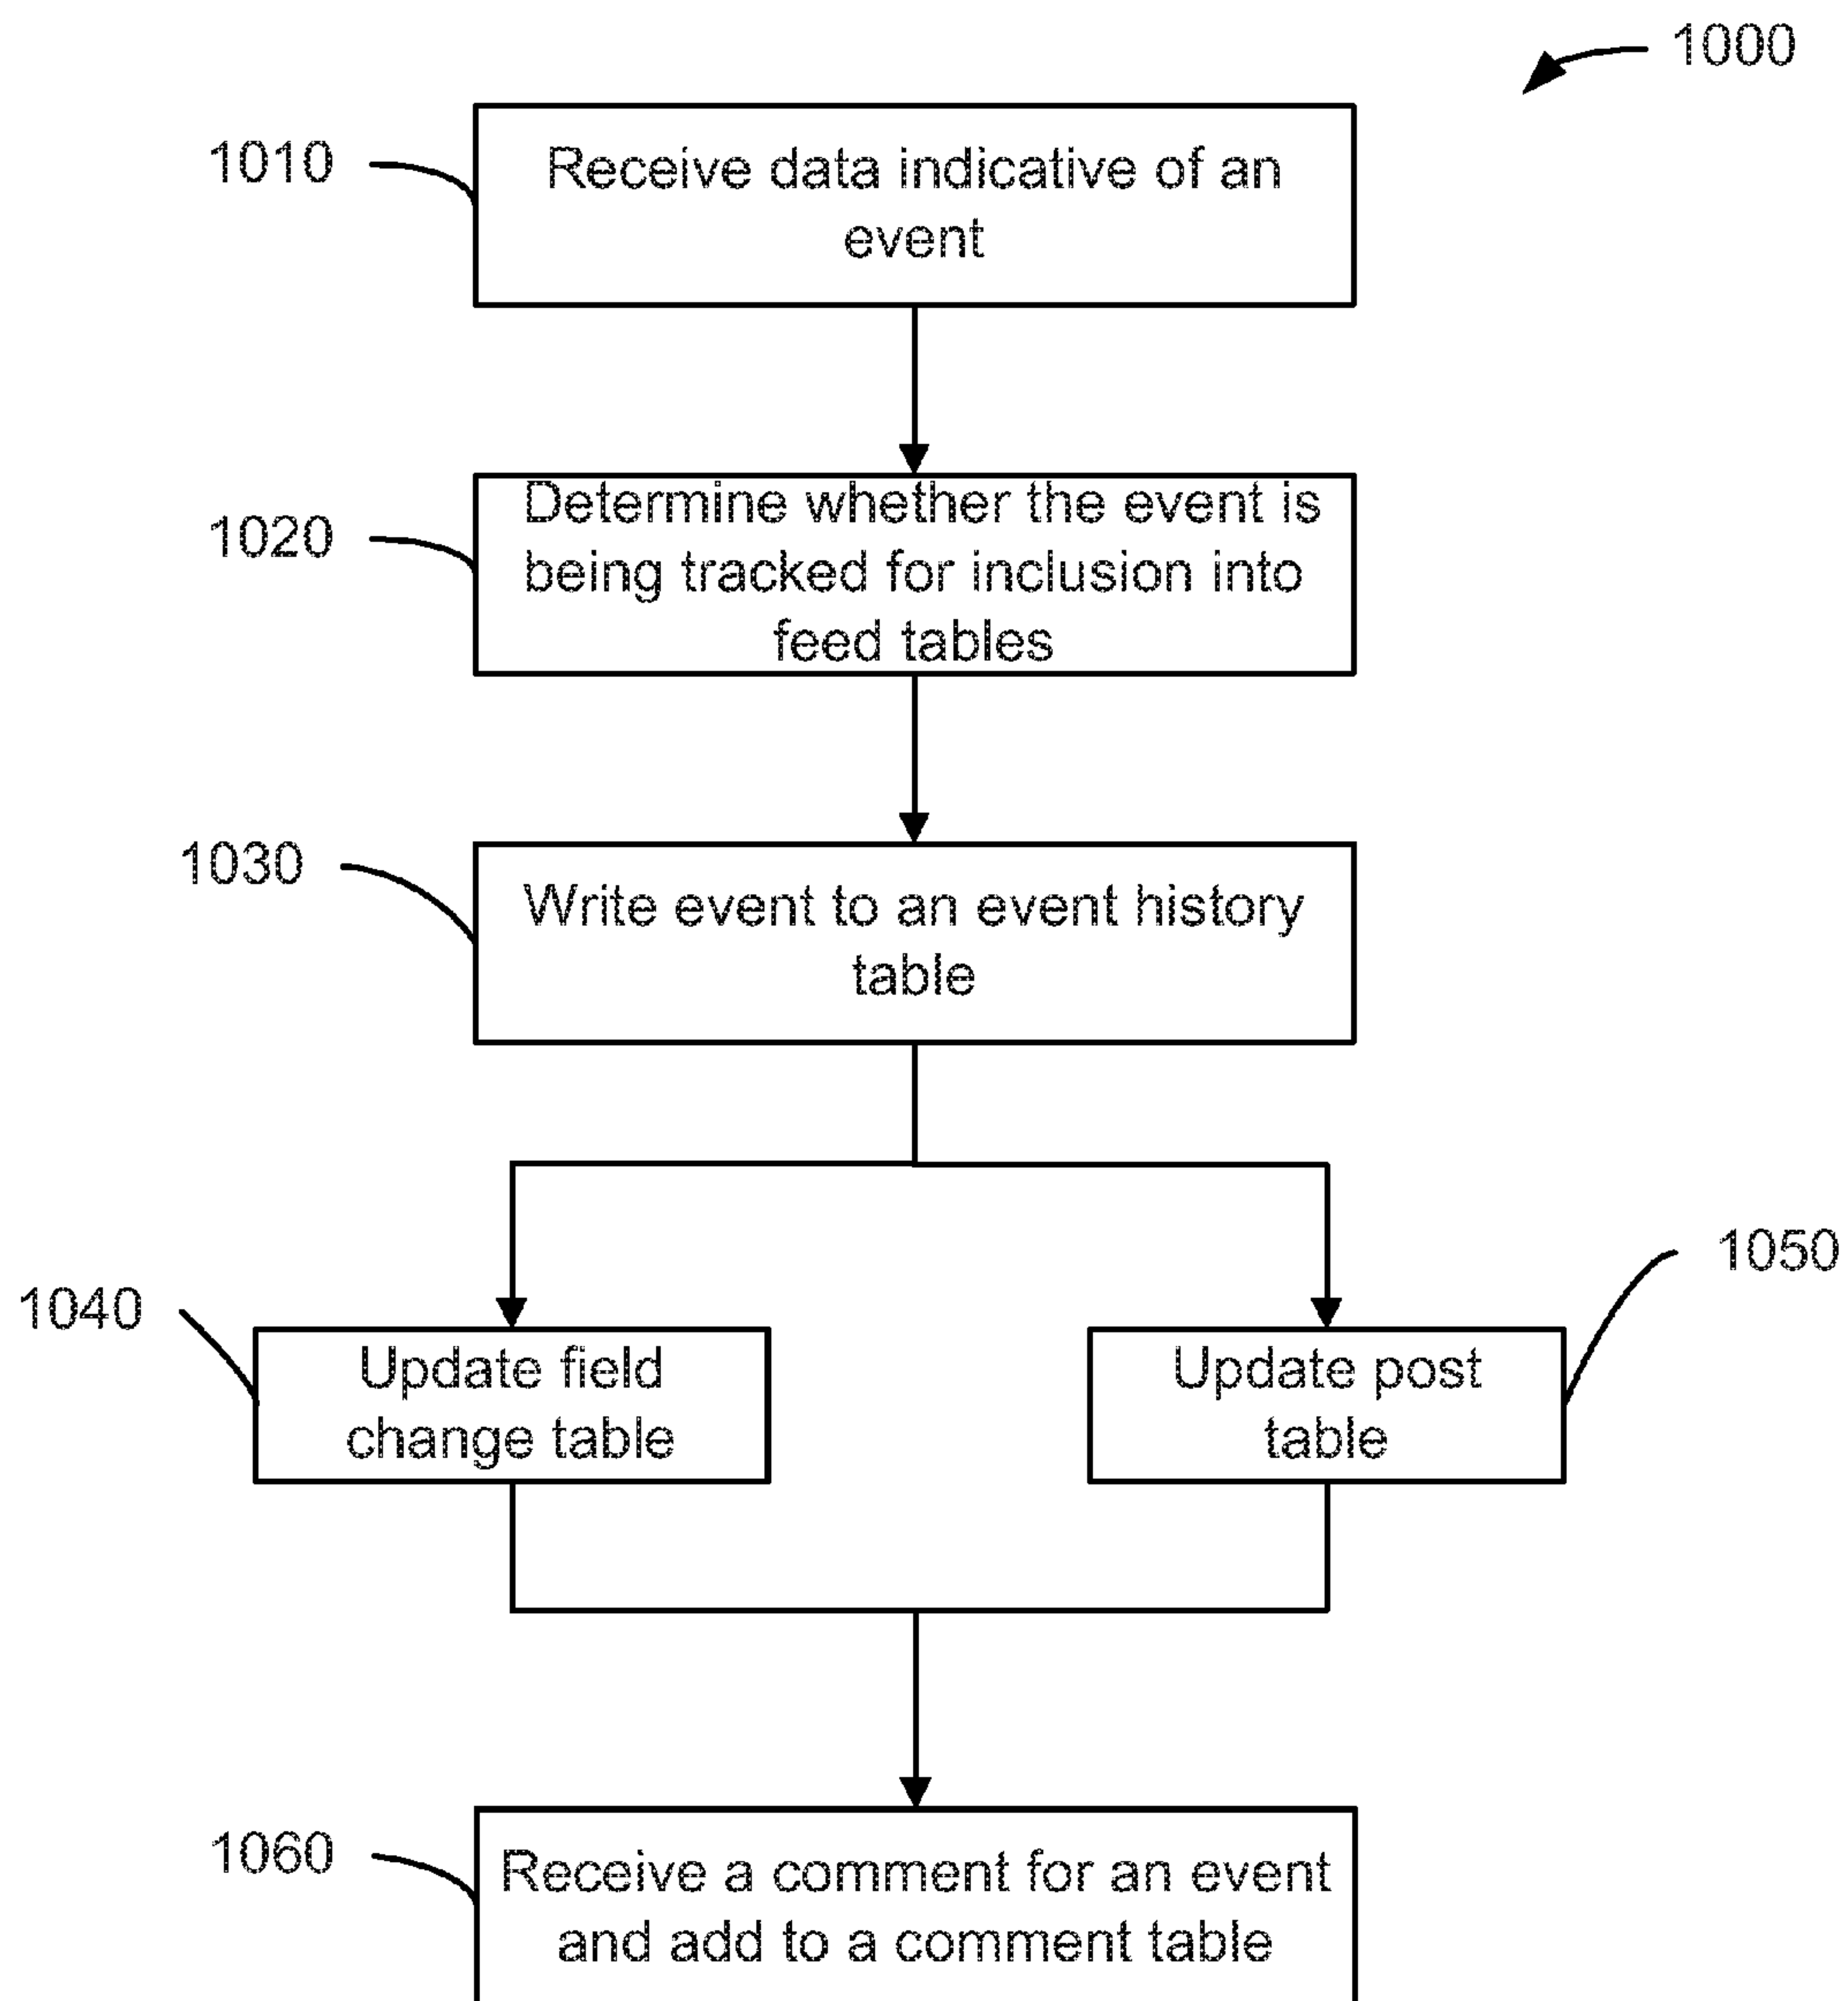 1000
1010
Receive data indicative of an
event
1020
Determine whether the event is
being tracked for inclusion into
feed tables
1030
Write event to an event history
table
1040
Update field
change table
1050
Update post
table
1060
Receive a comment for an event
and add to a comment table